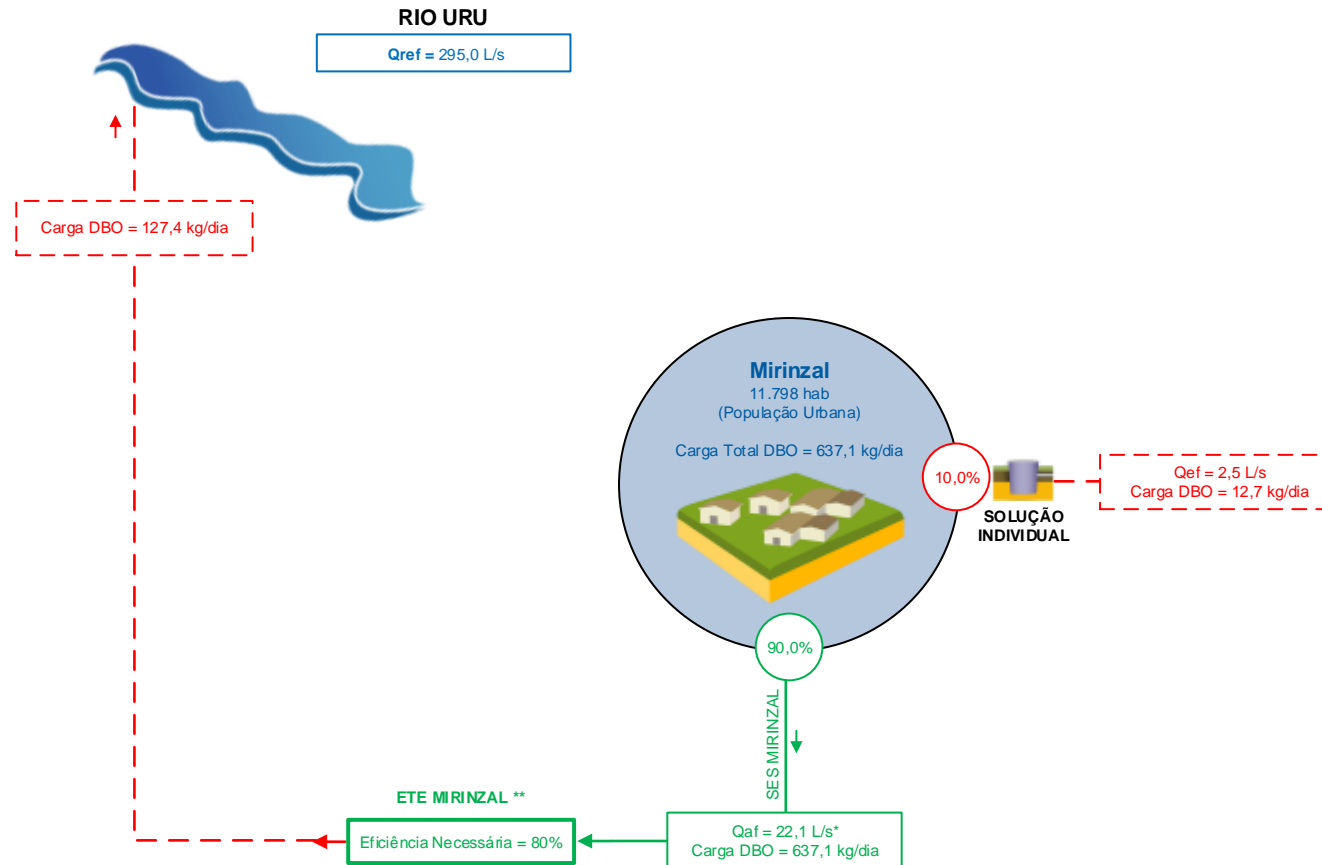 RIO URU
Qref = 295,0 L/s
Carga DBO = 127,4 kg/dia
Mirinzal
11.798 hab
(População Urbana)
Carga Total DBO = 637,1 kg/dia
10,0%
SOLUÇÃO
INDIVIDUAL
Qef = 2,5 L/s
Carga DBO = 12,7 kg/dia
90,0%
SES MIRINZAL
ETE MIRINZAL **
Eficiência Necessária = 80%
Qaf = 22,1 L/s*
Carga DBO = 637,1 kg/dia